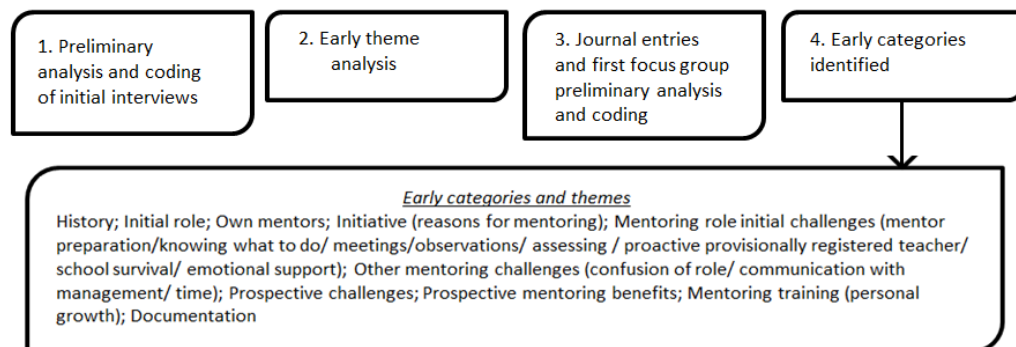 1. Preliminary
analysis and coding
of initial interviews
2. Early theme
analysis
3. Journal entries
and first focus group
preliminary analysis
and coding
4. Early categories
identified
Early categories and themes
History; Initial role; Own mentors; Initiative (reasons for mentoring); Mentoring role initial challenges (mentor
preparation/knowing what to do/ meetings/observations/ assessing / proactive provisionally registered teacher/
school survival/ emotional support); Other mentoring challenges (confusion of role/ communication with
management/ time); Prospective challenges; Prospective mentoring benefits; Mentoring training (personal
growth); Documentation